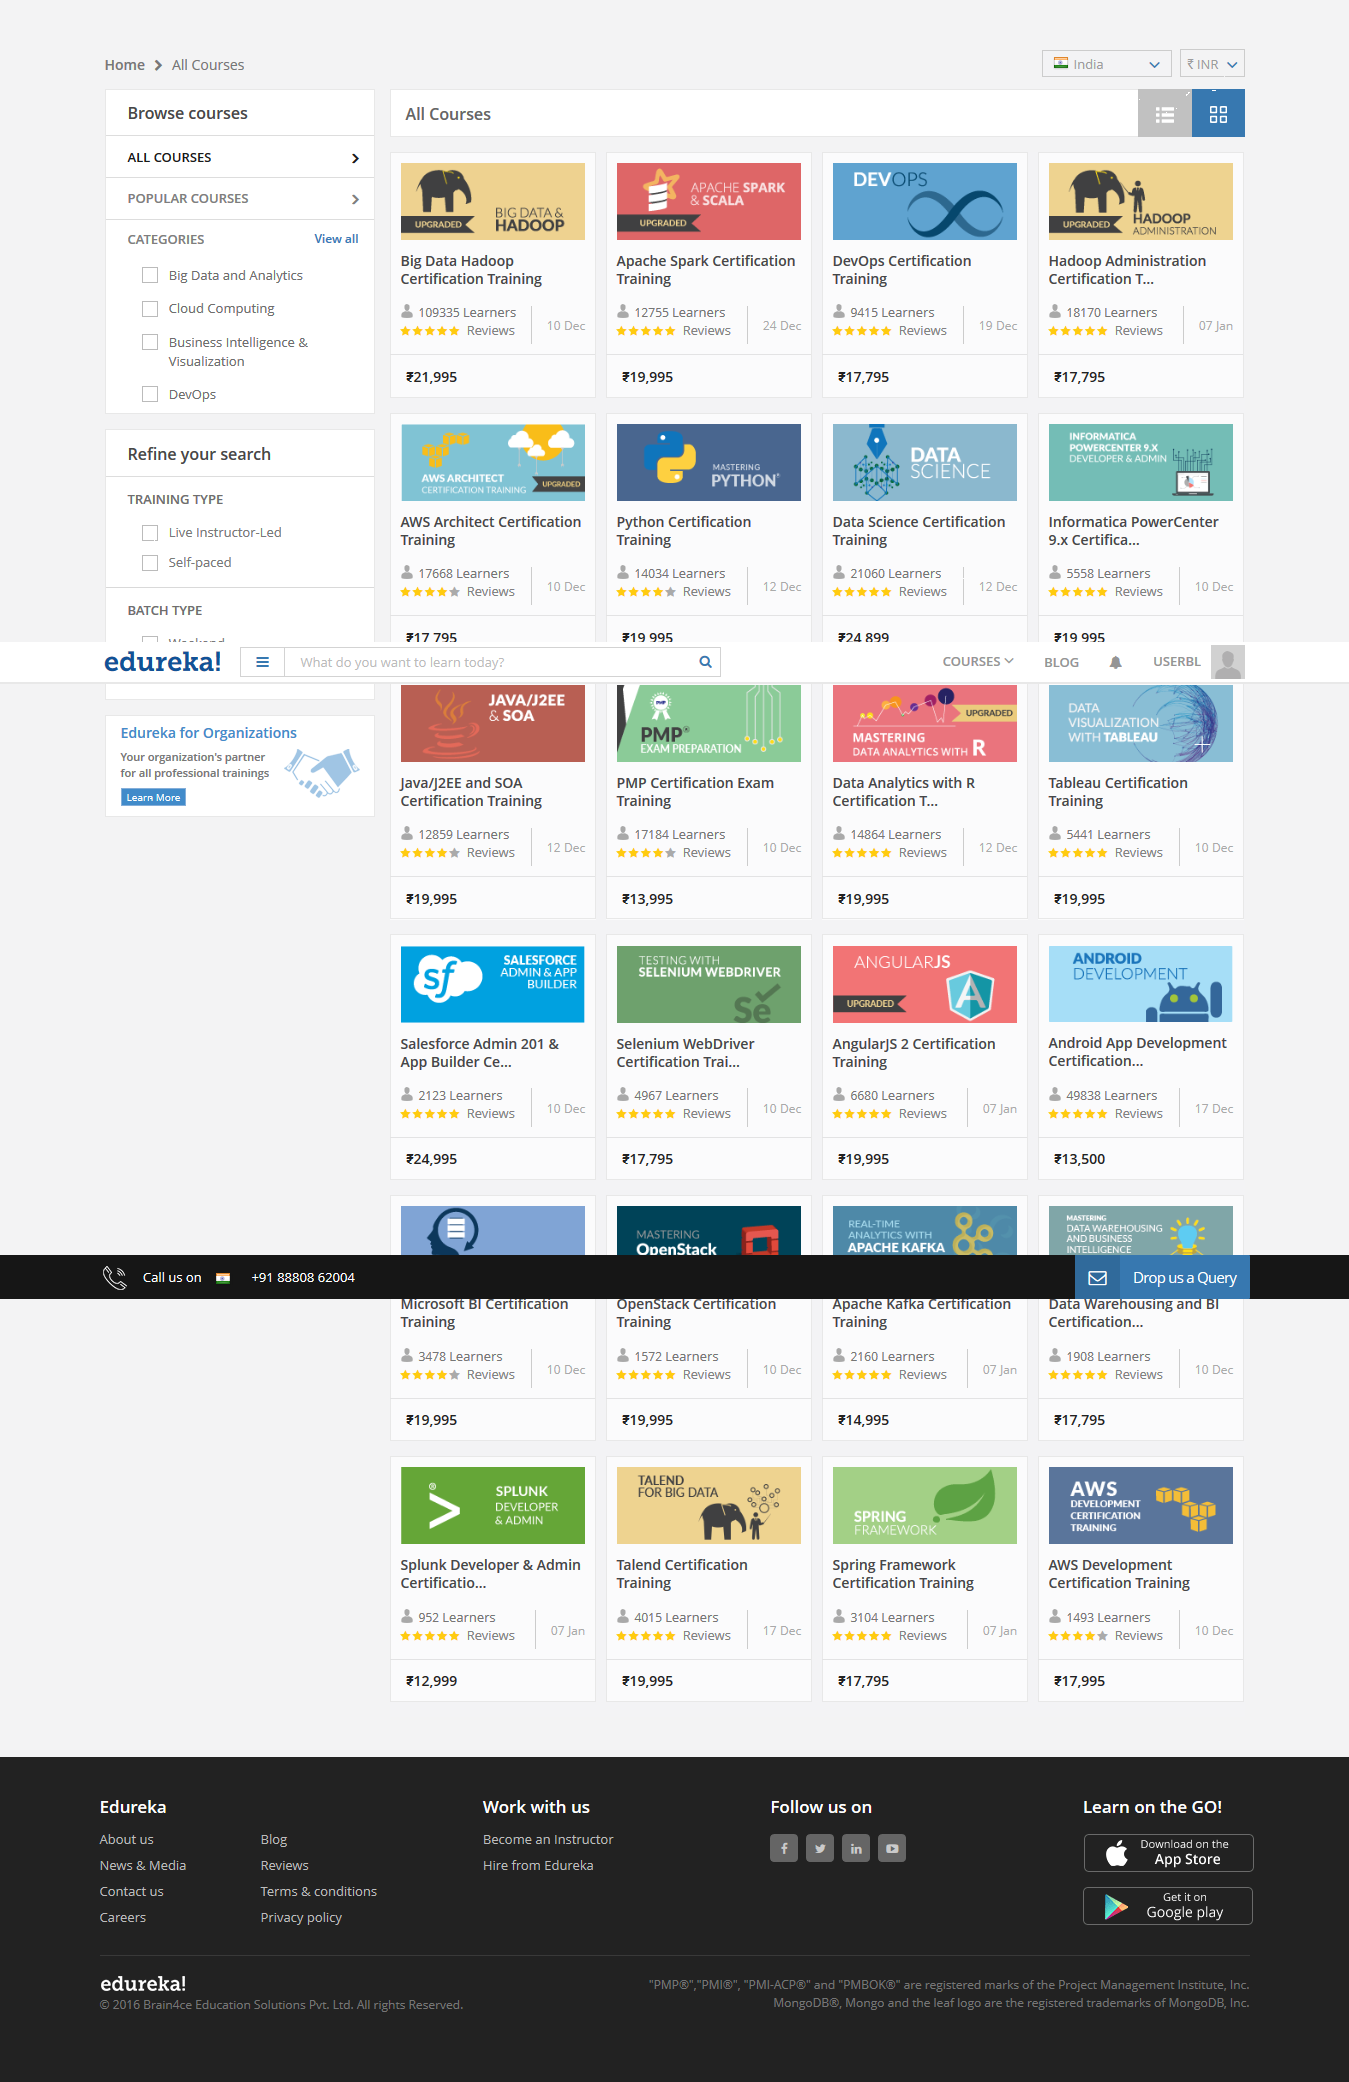 Home > All Courses
India
₹ INR
Browse courses
ALL COURSES
POPULAR COURSES
CATEGORIES View all
Big Data and Analytics
Cloud Computing
Business Intelligence &
Visualization
DevOps
Refine your search
TRAINING TYPE
Live Instructor-Led
Self-paced
BATCH TYPE
Weekend
Edureka for Organizations
Your organization's partner
for all professional trainings
Learn More
All Courses
UPGRADED
BIG DATA &
HADOOP
Big Data Hadoop
Certification Training
109335 Learners
Reviews
10 Dec
₹21,995
APACHE SPARK
& SCALA
UPGRADED
Apache Spark Certification
Training
12755 Learners
Reviews
24 Dec
₹19,995
DEVOPS
DevOps Certification
Training
9415 Learners
Reviews
19 Dec
₹17,795
UPGRADED
HADOOP
ADMINISTRATION
Hadoop Administration
Certification T...
18170 Learners
Reviews
07 Jan
₹17,795
AWS ARCHITECT
CERTIFICATION TRAINING
UPGRADED
AWS Architect Certification
Training
17668 Learners
Reviews
10 Dec
₹17,795
MASTERING
PYTHON®
Python Certification
Training
14034 Learners
Reviews
12 Dec
₹19,995
DATA
SCIENCE
Data Science Certification
Training
21060 Learners
Reviews
12 Dec
₹24,899
INFORMATICA
POWERCENTER 9.X
DEVELOPER & ADMIN
Informatica PowerCenter
9.x Certifica...
5558 Learners
Reviews
10 Dec
₹19,995
edureka!
What do you want to learn today?
COURSES
BLOG
USERBL
JAVA/J2EE
& SOA
Java/J2EE and SOA
Certification Training
12859 Learners
Reviews
12 Dec
₹19,995
PMP
PMP®
EXAM PREPARATION
PMP Certification Exam
Training
17184 Learners
Reviews
10 Dec
₹13,995
UPGRADED
MASTERING
DATA ANALYTICS WITH R
Data Analytics with R
Certification T...
14864 Learners
Reviews
12 Dec
₹19,995
DATA
VISUALIZATION
WITH TABLEAU
Tableau Certification
Training
5441 Learners
Reviews
10 Dec
₹19,995
sf
SALESFORCE
ADMIN & APP
BUILDER
Salesforce Admin 201 &
App Builder Ce...
2123 Learners
Reviews
10 Dec
₹24,995
TESTING WITH
SELENIUM WEBDRIVER
Se
Selenium WebDriver
Certification Trai...
4967 Learners
Reviews
10 Dec
₹17,795
ANGULARJS
UPGRADED
A
AngularJS 2 Certification
Training
6680 Learners
Reviews
07 Jan
₹19,995
ANDROID
DEVELOPMENT
Android App Development
Certification...
49838 Learners
Reviews
17 Dec
₹13,500
MASTERING
OpenStack
REAL-TIME
ANALYTICS WITH
APACHE KAFKA
MASTERING
DATA WAREHOUSING
AND BUSINESS
INTELLIGENCE
Call us on
+91 88808 62004
Drop us a Query
Microsoft BI Certification
Training
3478 Learners
Reviews
10 Dec
₹19,995
OpenStack Certification
Training
1572 Learners
Reviews
10 Dec
₹19,995
Apache Kafka Certification
Training
2160 Learners
Reviews
07 Jan
₹14,995
Data Warehousing and BI
Certification...
1908 Learners
Reviews
10 Dec
₹17,795
SPLUNK
DEVELOPER
& ADMIN
Splunk Developer & Admin
Certificatio...
952 Learners
Reviews
07 Jan
₹12,999
TALEND
FOR BIG DATA
Talend Certification
Training
4015 Learners
Reviews
17 Dec
₹19,995
SPRING
FRAMEWORK
Spring Framework
Certification Training
3104 Learners
Reviews
07 Jan
₹17,795
AWS
DEVELOPMENT
CERTIFICATION
TRAINING
AWS Development
Certification Training
1493 Learners
Reviews
10 Dec
₹17,995
Edureka
About us
News & Media
Contact us
Careers
Blog
Reviews
Terms & conditions
Privacy policy
Work with us
Become an Instructor
Hire from Edureka
Follow us on
Learn on the GO!
Download on the
App Store
Get it on
Google play
edureka!
© 2016 Brain4ce Education Solutions Pvt. Ltd. All rights Reserved.
"PMP®","PMI®", "PMI-ACP®" and "PMBOK®" are registered marks of the Project Management Institute, Inc.
MongoDB®, Mongo and the leaf logo are the registered trademarks of MongoDB, Inc.